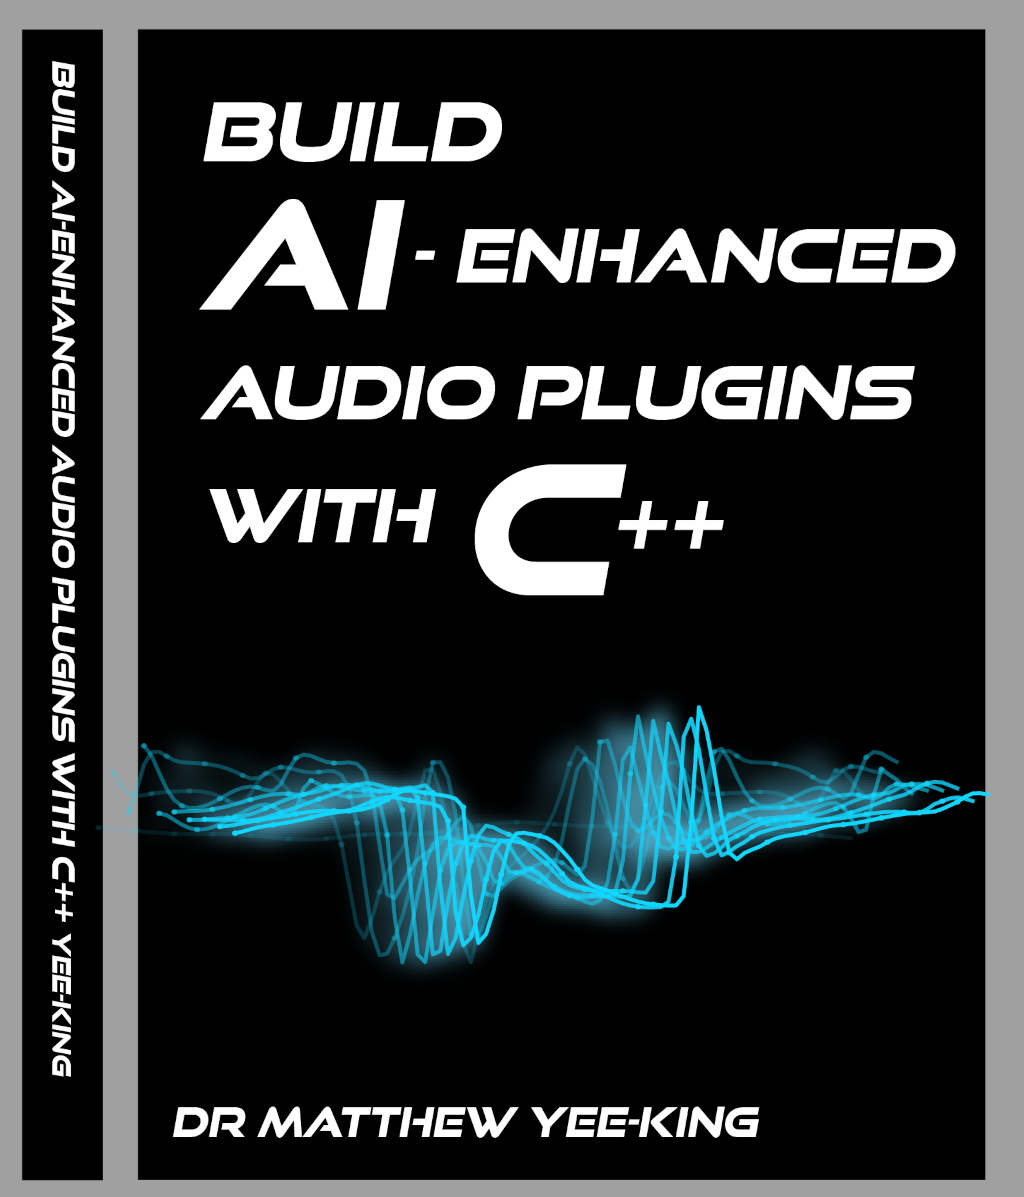 BUILD AI-ENHANCED AUDIO PLUGINS WITH C++ YEE-KING
BUILD
AI - ENHANCED
AUDIO PLUGINS
WITH C++
DR MATTHEW YEE-KING